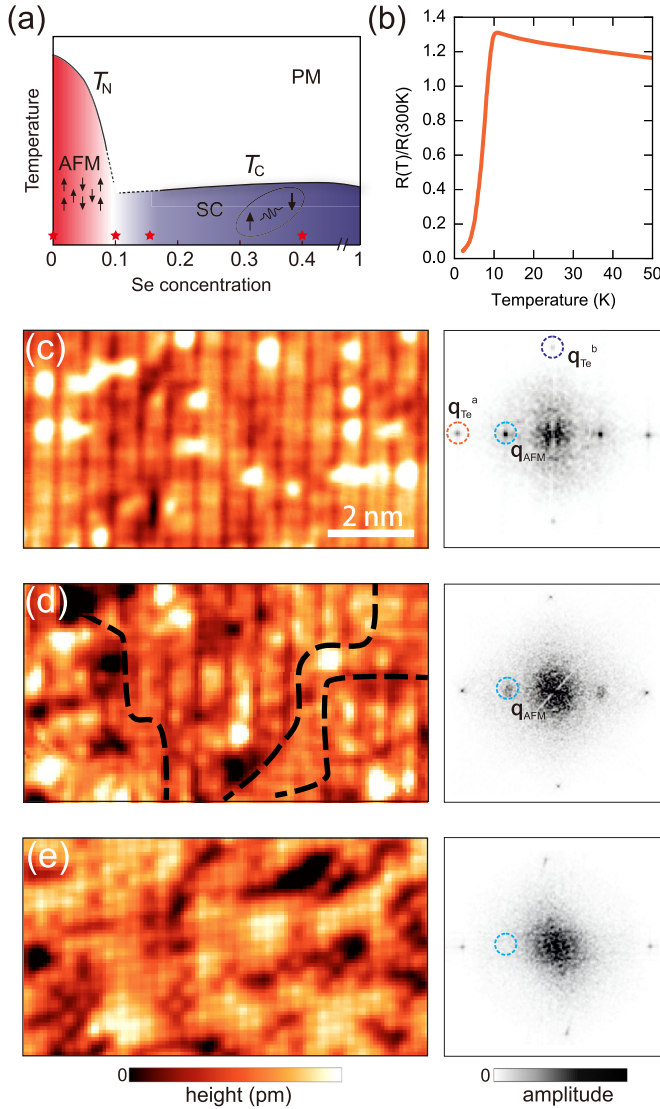 (a)
Temperature
T_N
AFM
PM
T_C
SC
0 0.1 0.2 0.3 0.4 1
Se concentration
(b)
R(T)/R(300K)
1.4
1.2
1.0
0.8
0.6
0.4
0.2
0.0
0 10 20 30 40 50
Temperature (K)
(c)
2 nm
q_Te^b
q_Te^a
q_AFM
(d)
q_AFM
(e)
0
height (pm)
0
amplitude